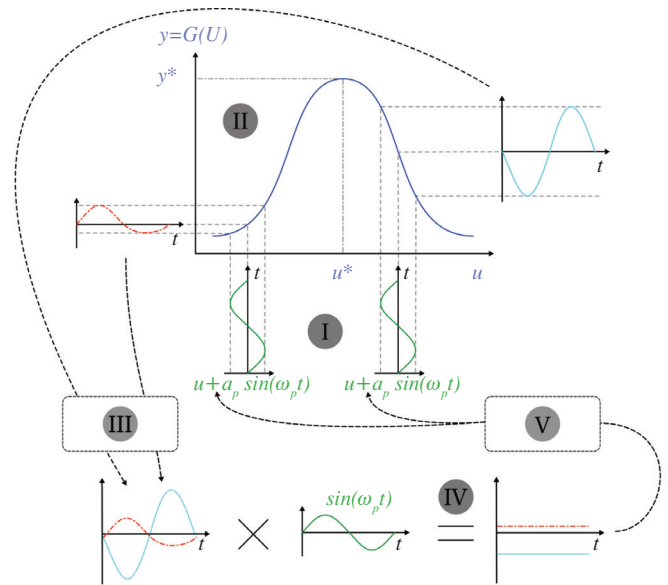 y=G(U)
y*
II
t
t
t
t
u*
u
I
u+a_p sin(ω_p t)
u+a_p sin(ω_p t)
III
V
sin(ω_p t)
IV
t
t
t